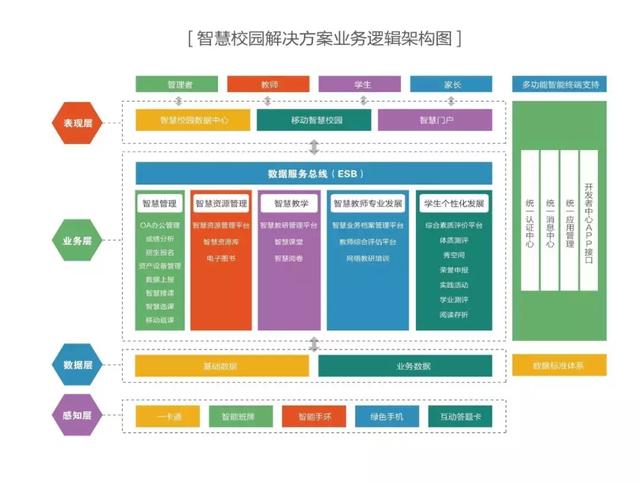 [ 智慧校园解决方案业务逻辑架构图 ]
管理者
教师
学生
家长
多功能智能终端支持
表现层
智慧校园数据中心
移动智慧校园
智慧门户
业务层
数据服务总线（ESB）
智慧管理
OA办公管理
成绩分析
招生报名
资产设备管理
数据上报
智慧排课
智慧选课
移动巡课
智慧资源管理
智慧资源管理平台
智慧资源库
电子图书
智慧教学
智慧教研管理平台
智慧课堂
智慧阅卷
智慧教师专业发展
智慧业务档案管理平台
教师综合评估平台
网络教研培训
学生个性化发展
综合素质评价平台
体质测评
秀空间
荣誉申报
实践活动
学业测评
阅读存折
统一认证中心
统一消息中心
统一应用管理
开发者中心APP接口
数据层
基础数据
业务数据
数据标准体系
感知层
一卡通
智能班牌
智能手环
绿色手机
互动答题卡